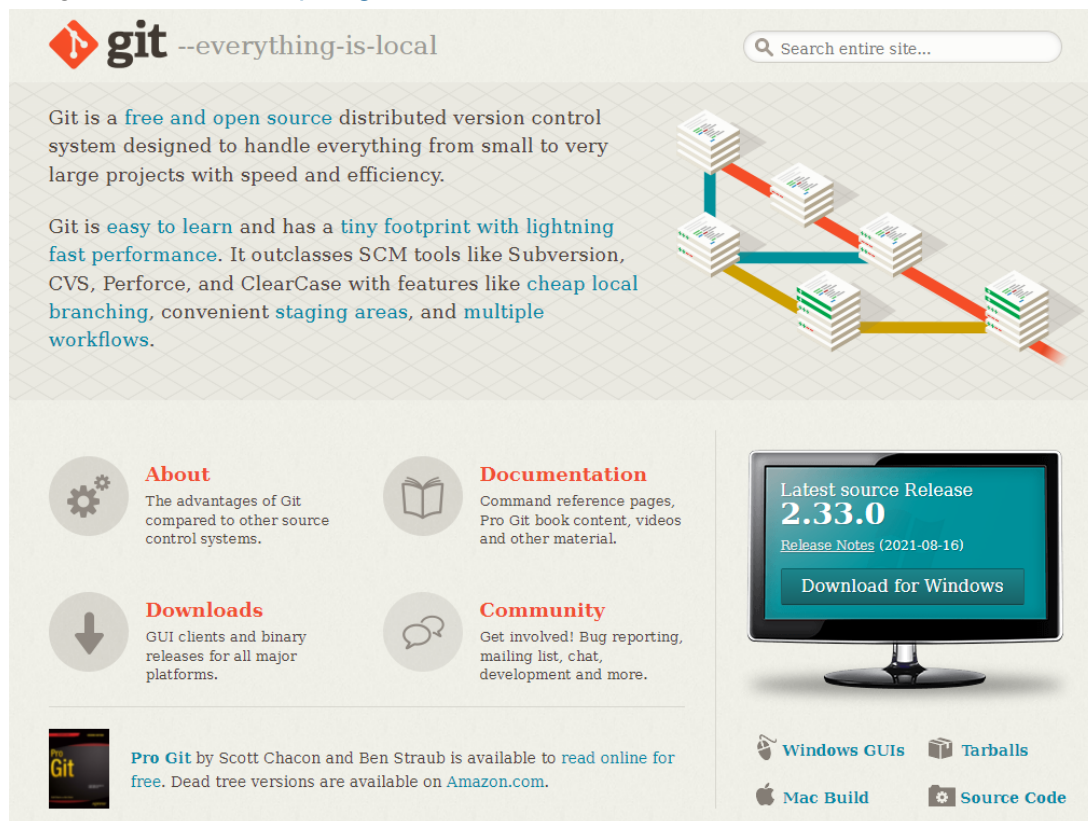 git --everything-is-local
Search entire site...
Git is a free and open source distributed version control
system designed to handle everything from small to very
large projects with speed and efficiency.
Git is easy to learn and has a tiny footprint with lightning
fast performance. It outclasses SCM tools like Subversion,
CVS, Perforce, and ClearCase with features like cheap local
branching, convenient staging areas, and multiple
workflows.
About
The advantages of Git
compared to other source
control systems.
Documentation
Command reference pages,
Pro Git book content, videos
and other material.
Downloads
GUI clients and binary
releases for all major
platforms.
Community
Get involved! Bug reporting,
mailing list, chat,
development and more.
Latest source Release
2.33.0
Release Notes (2021-08-16)
Download for Windows
Windows GUIs
Tarballs
Mac Build
Source Code
Pro
Git
Pro Git by Scott Chacon and Ben Straub is available to read online for
free. Dead tree versions are available on Amazon.com.